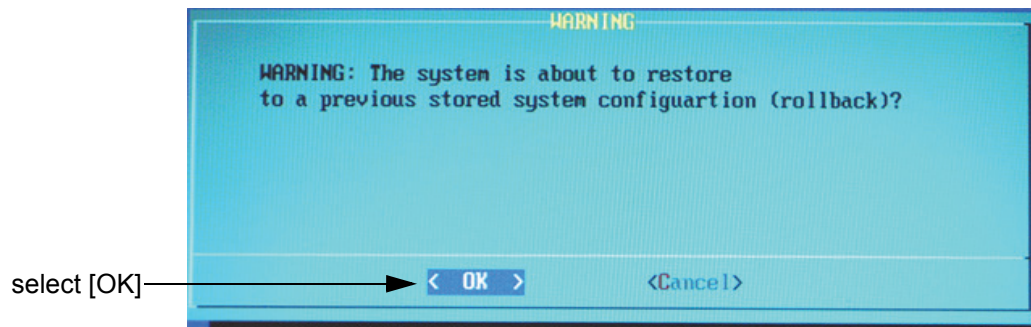 WARNING
WARNING: The system is about to restore
to a previous stored system configuartion (rollback)?
select [OK]
< OK > <Cancel>